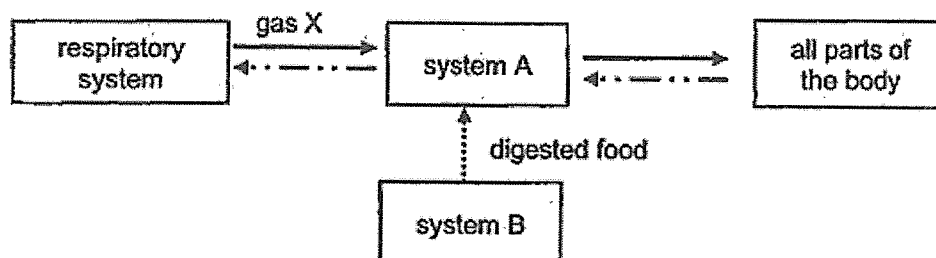 gas X
respiratory
system
system A
all parts of
the body
digested food
system B